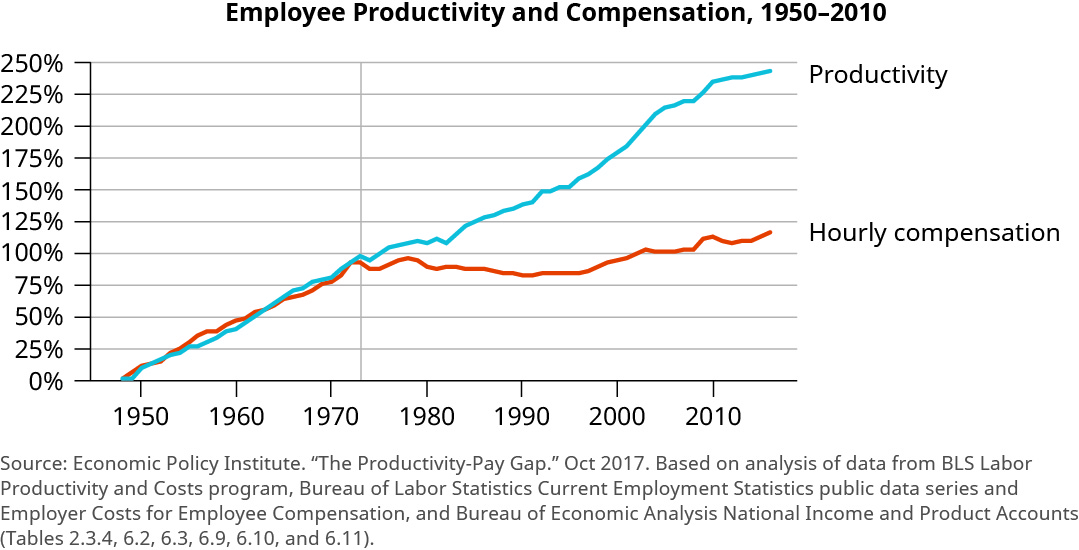 Employee Productivity and Compensation, 1950–2010
250%
225%
200%
175%
150%
125%
100%
75%
50%
25%
0%
Productivity
Hourly compensation
1950 1960 1970 1980 1990 2000 2010
Source: Economic Policy Institute. “The Productivity-Pay Gap.” Oct 2017. Based on analysis of data from BLS Labor
Productivity and Costs program, Bureau of Labor Statistics Current Employment Statistics public data series and
Employer Costs for Employee Compensation, and Bureau of Economic Analysis National Income and Product Accounts
(Tables 2.3.4, 6.2, 6.3, 6.9, 6.10, and 6.11).